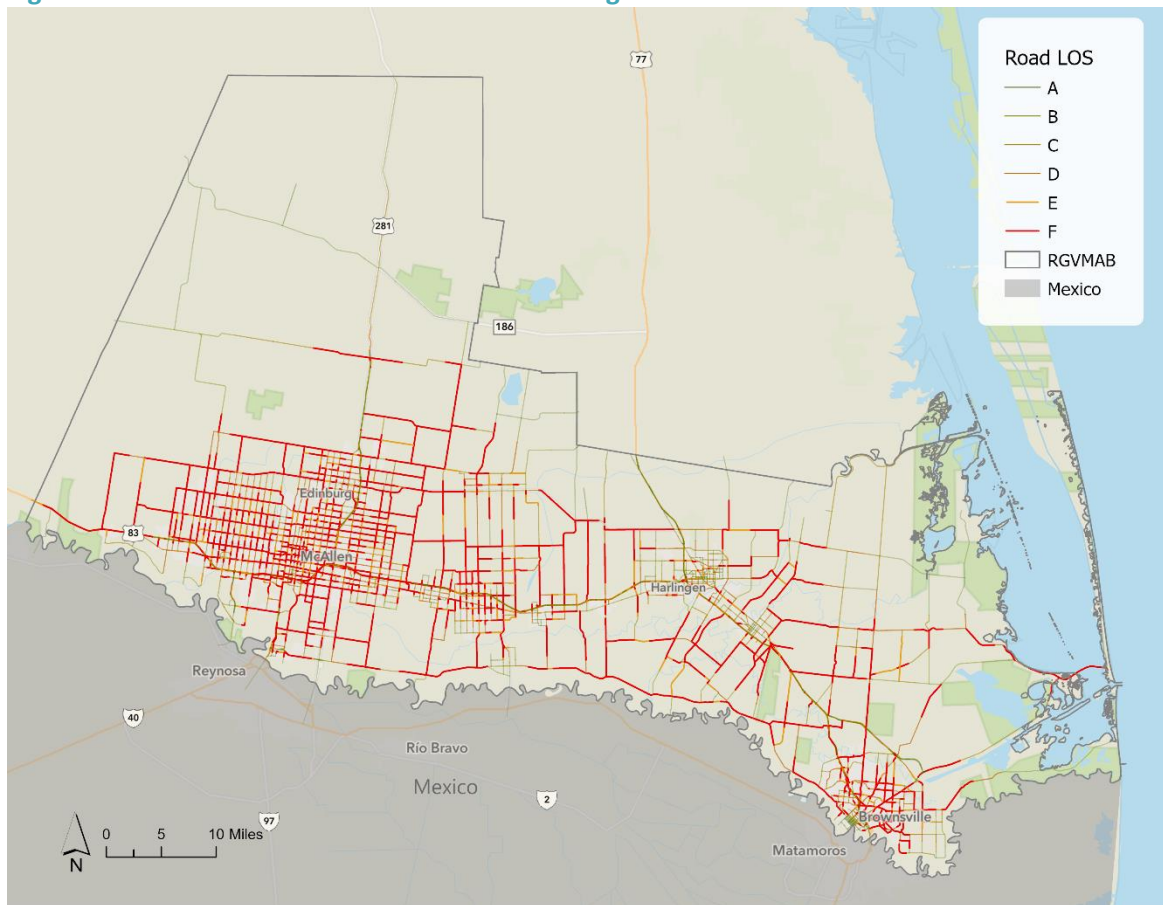 77
Road LOS
A
B
C
D
E
F
RGVMAB
Mexico
281
186
Edinburg
83
McAllen
Harlingen
Reynosa
40
Río Bravo
Mexico
2
97
Brownsville
Matamoros
0 5 10 Miles
N